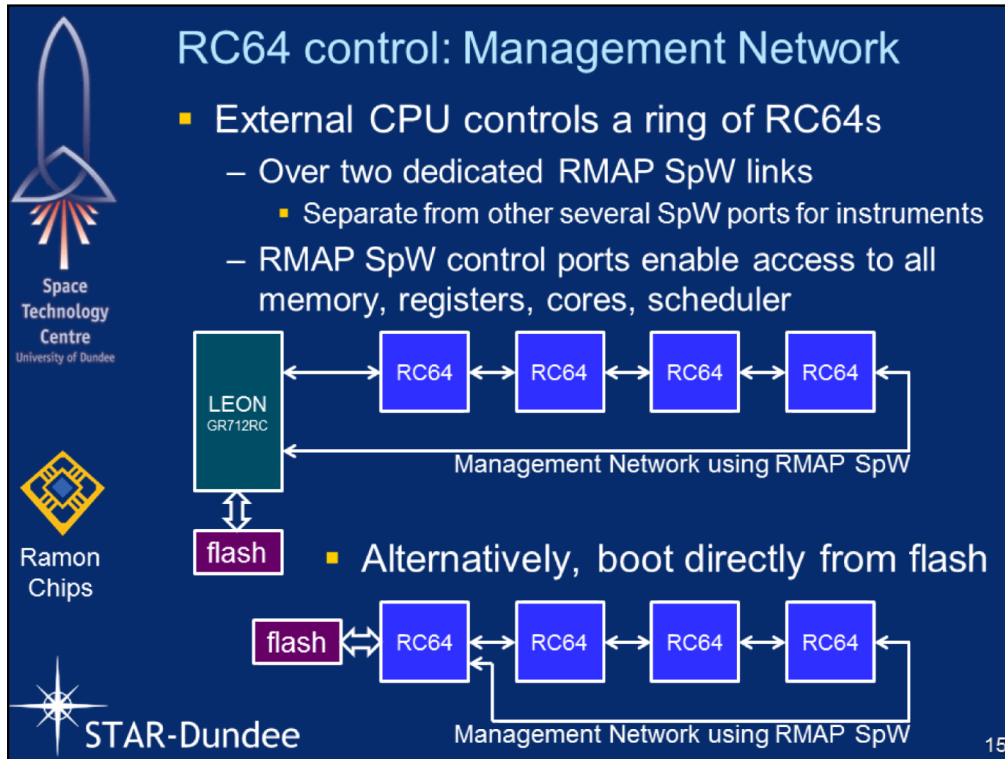 RC64 control: Management Network
External CPU controls a ring of RC64s
– Over two dedicated RMAP SpW links
Separate from other several SpW ports for instruments
– RMAP SpW control ports enable access to all
memory, registers, cores, scheduler
Space
Technology
Centre
University of Dundee
LEON
GR712RC
RC64
RC64
RC64
RC64
Management Network using RMAP SpW
flash
Ramon
Chips
Alternatively, boot directly from flash
flash
RC64
RC64
RC64
RC64
Management Network using RMAP SpW
STAR-Dundee
15